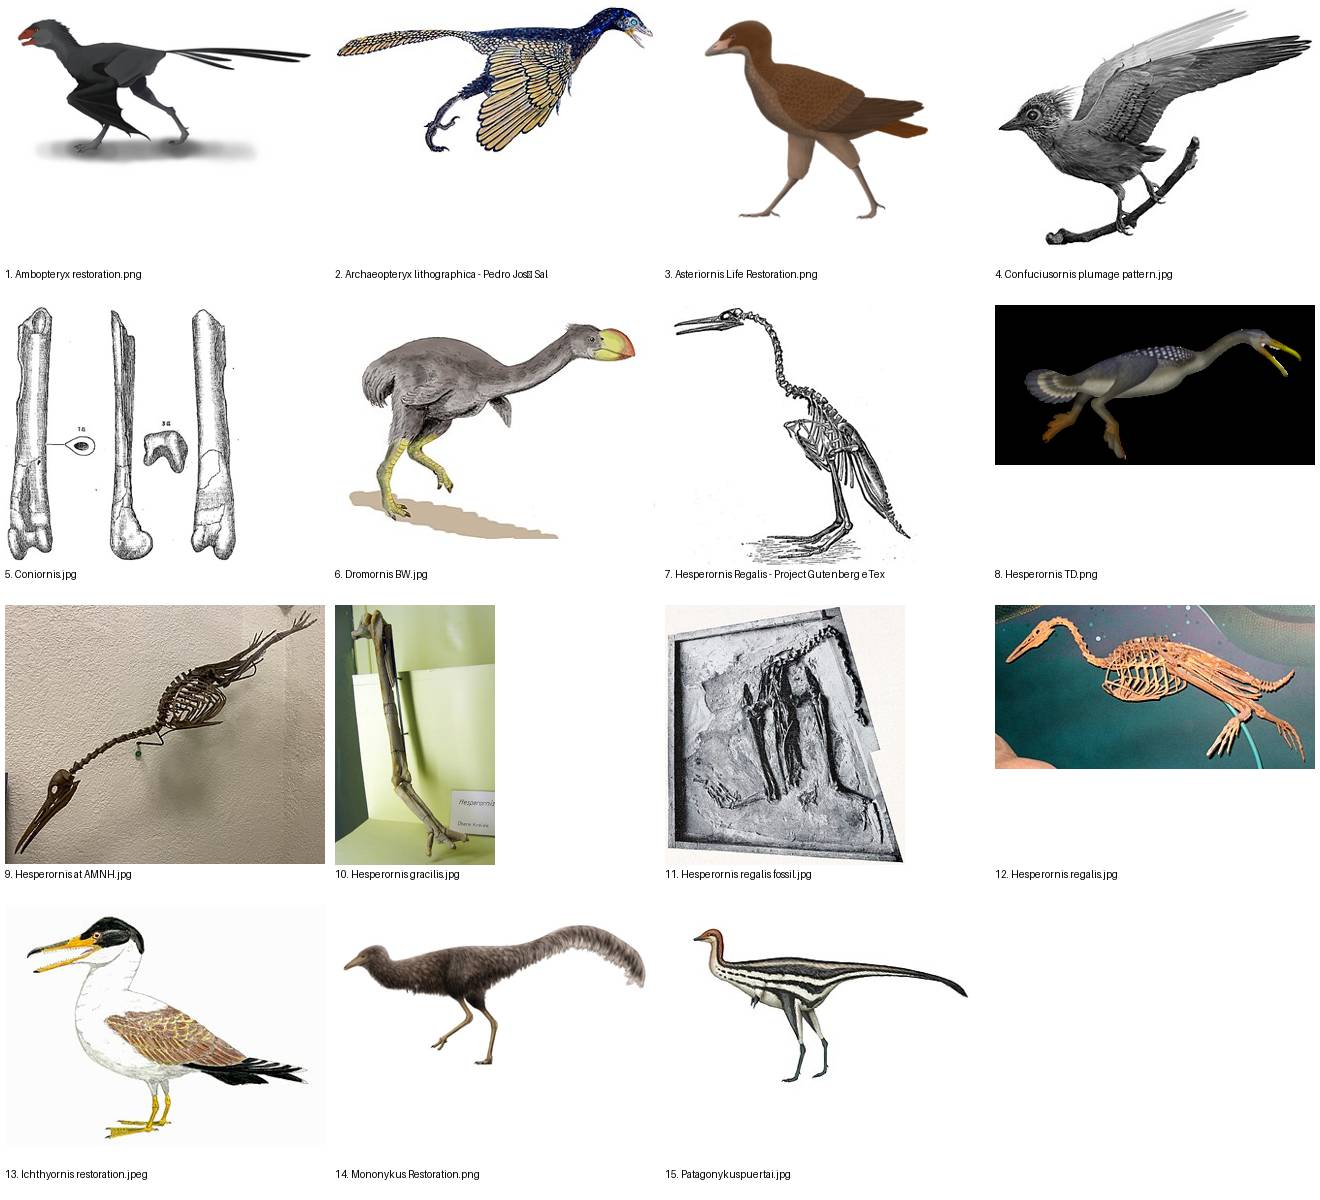 1. Ambopteryx restoration.png
2. Archaeopteryx lithographica - Pedro Jos Sal
3. Asteriornis Life Restoration.png
4. Confuciusornis plumage pattern.jpg
5. Coniornis.jpg
6. Dromornis BW.jpg
7. Hesperornis Regalis - Project Gutenberg eTex
8. Hesperornis TD.png
Hesperornis
9. Hesperornis at AMNH.jpg
10. Hesperornis gracilis.jpg
11. Hesperornis regalis fossil.jpg
12. Hesperornis regalis.jpg
13. Ichthyornis restoration.jpeg
14. Mononykus Restoration.png
15. Patagonykuspuertai.jpg